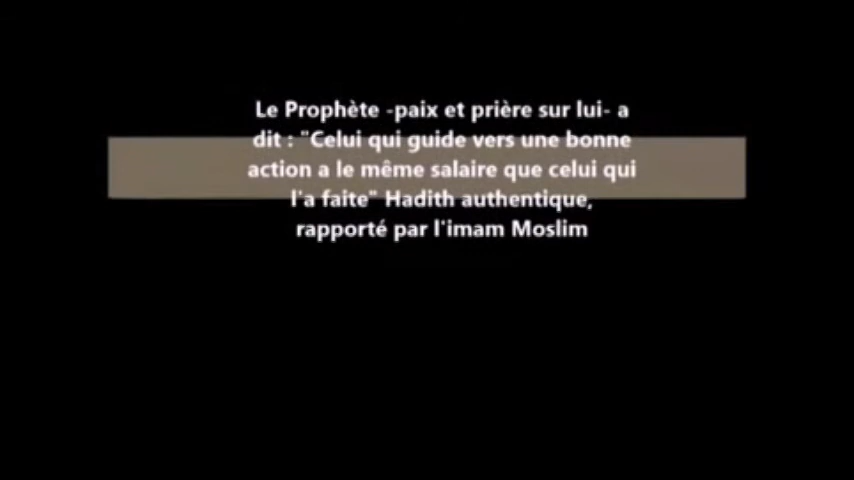 Le Prophète -paix et prière sur lui- a
dit : "Celui qui guide vers une bonne
action a le même salaire que celui qui
l'a faite" Hadith authentique,
rapporté par l'imam Moslim